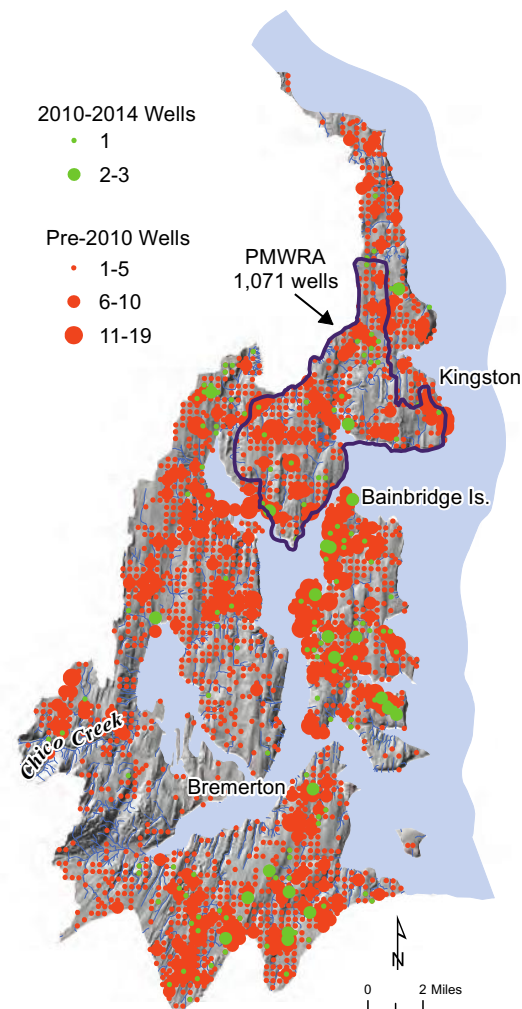 2010-2014 Wells
1
2-3
Pre-2010 Wells
1-5
6-10
11-19
PMWRA
1,071 wells
Kingston
Bainbridge Is.
Chico Creek
Bremerton
N
0 2 Miles